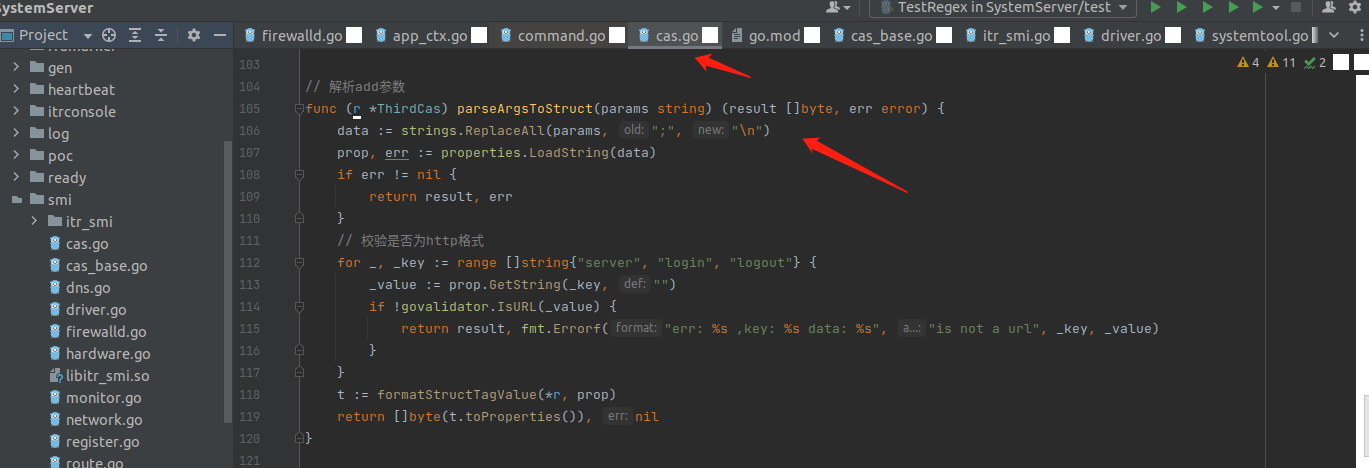 SystemServer
TestRegex in SystemServer/test
Project
firewalld.go
app_ctx.go
command.go
cas.go
go.mod
cas_base.go
itr_smi.go
driver.go
systemtool.go
gen
heartbeat
itrconsole
log
poc
ready
smi
itr_smi
cas.go
cas_base.go
dns.go
driver.go
firewalld.go
hardware.go
libitr_smi.so
monitor.go
network.go
register.go
route.go
4 11 2
103
104 // 解析add参数
105 func (r *ThirdCas) parseArgsToStruct(params string) (result []byte, err error) {
106 data := strings.ReplaceAll(params, old: ";", new: "\n")
107 prop, err := properties.LoadString(data)
108 if err != nil {
109 return result, err
110 }
111 // 校验是否为http格式
112 for _, _key := range []string{"server", "login", "logout"} {
113 _value := prop.GetString(_key, def: "")
114 if !govalidator.IsURL(_value) {
115 return result, fmt.Errorf( format: "err: %s ,key: %s data: %s", a...: "is not a url", _key, _value)
116 }
117 }
118 t := formatStructTagValue(*r, prop)
119 return []byte(t.toProperties()), err: nil
120 }
121